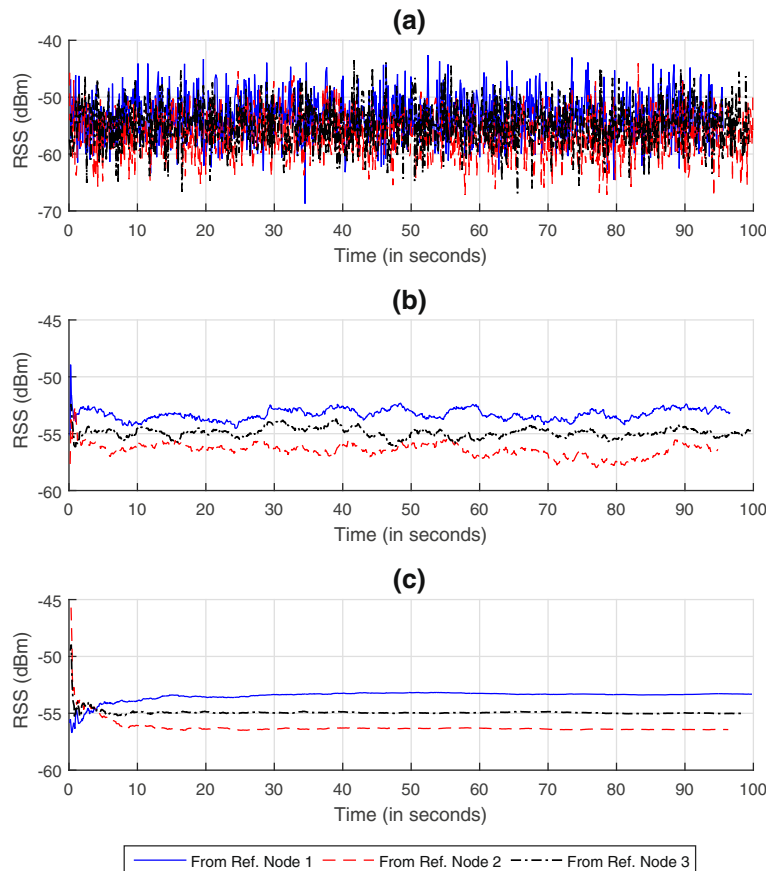 (a)
RSS (dBm)
-40
-50
-60
-70
0 10 20 30 40 50 60 70 80 90 100
Time (in seconds)
(b)
RSS (dBm)
-45
-50
-55
-60
0 10 20 30 40 50 60 70 80 90 100
Time (in seconds)
(c)
RSS (dBm)
-45
-50
-55
-60
0 10 20 30 40 50 60 70 80 90 100
Time (in seconds)
From Ref. Node 1 From Ref. Node 2 From Ref. Node 3